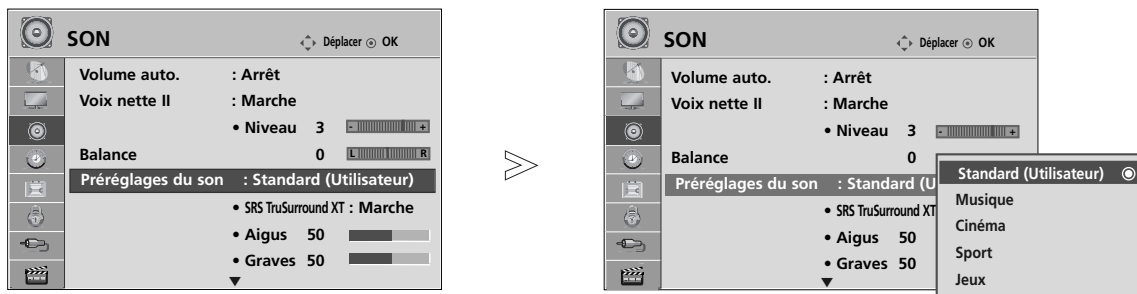 SON Déplacer OK
Volume auto. : Arrêt
Voix nette II : Marche
• Niveau 3 - +
Balance 0 L R
Préréglages du son : Standard (Utilisateur)
• SRS TruSurround XT : Marche
• Aigus 50
• Graves 50
>
SON Déplacer OK
Volume auto. : Arrêt
Voix nette II : Marche
• Niveau 3 - +
Balance 0
Préréglages du son : Standard (U
• SRS TruSurround XT
• Aigus 50
• Graves 50
Standard (Utilisateur)
Musique
Cinéma
Sport
Jeux